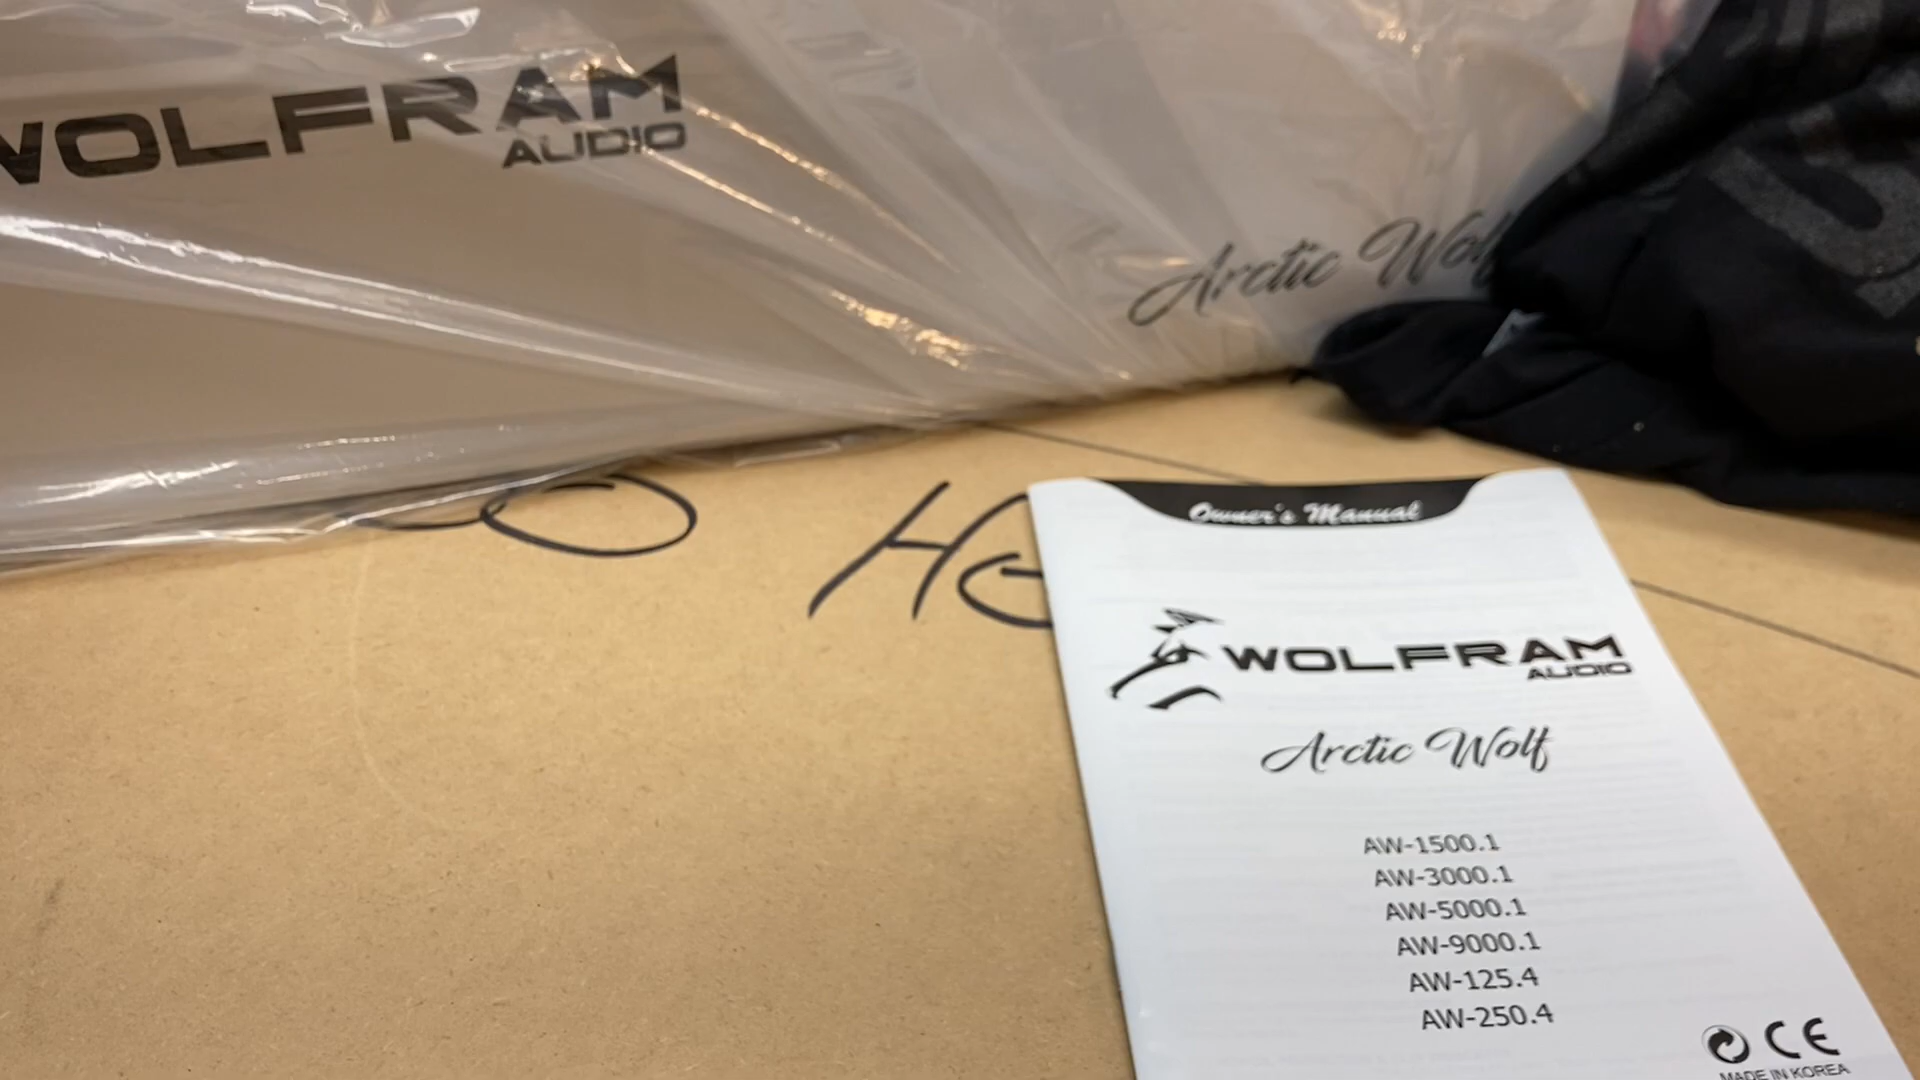 WOLFRAM
AUDIO
Arctic Wolf
Owner's Manual
WOLFRAM
AUDIO
Arctic Wolf
AW-1500.1
AW-3000.1
AW-5000.1
AW-9000.1
AW-125.4
AW-250.4
CE
MADE IN KOREA